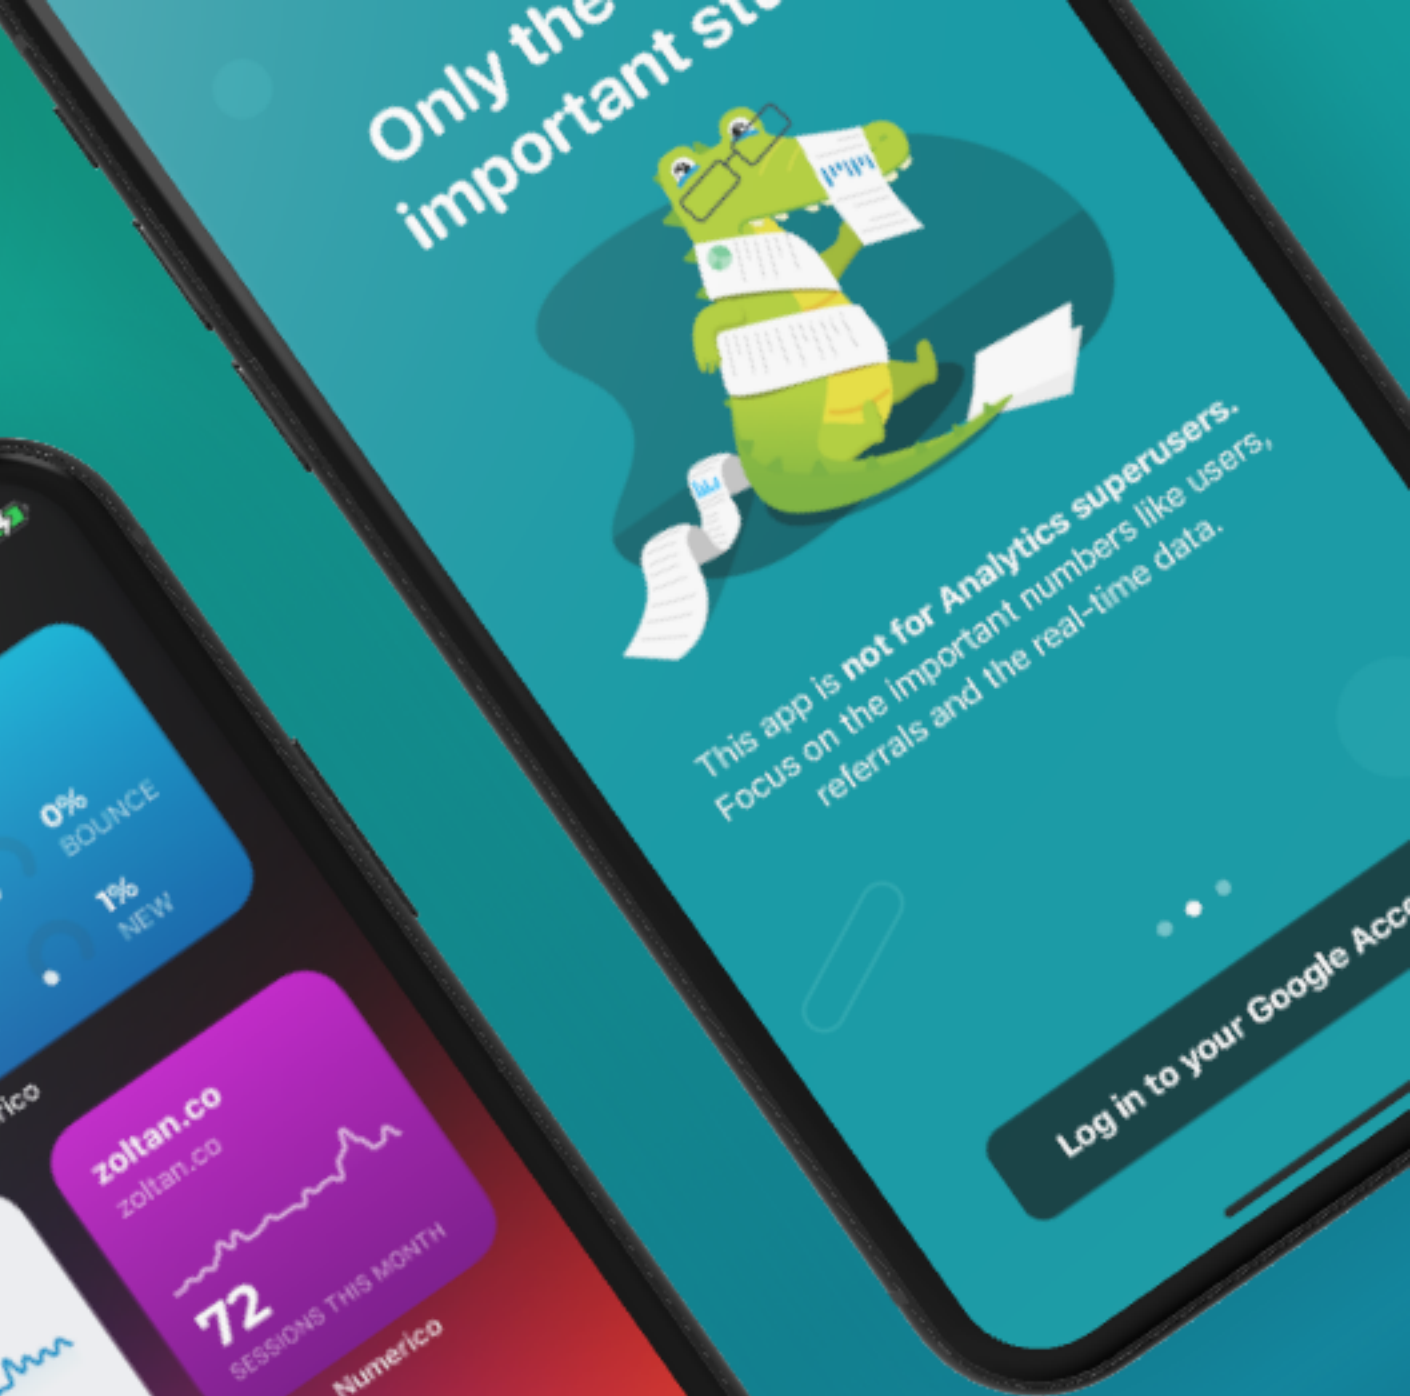 Only the
important
This app is not for Analytics superusers.
Focus on the important numbers like users,
referrals and the real-time data.
Log in to your Google
0%
BOUNCE
1%
NEW
zoltan.co
zoltan.co
72
SESSIONS THIS MONTH
Numerico